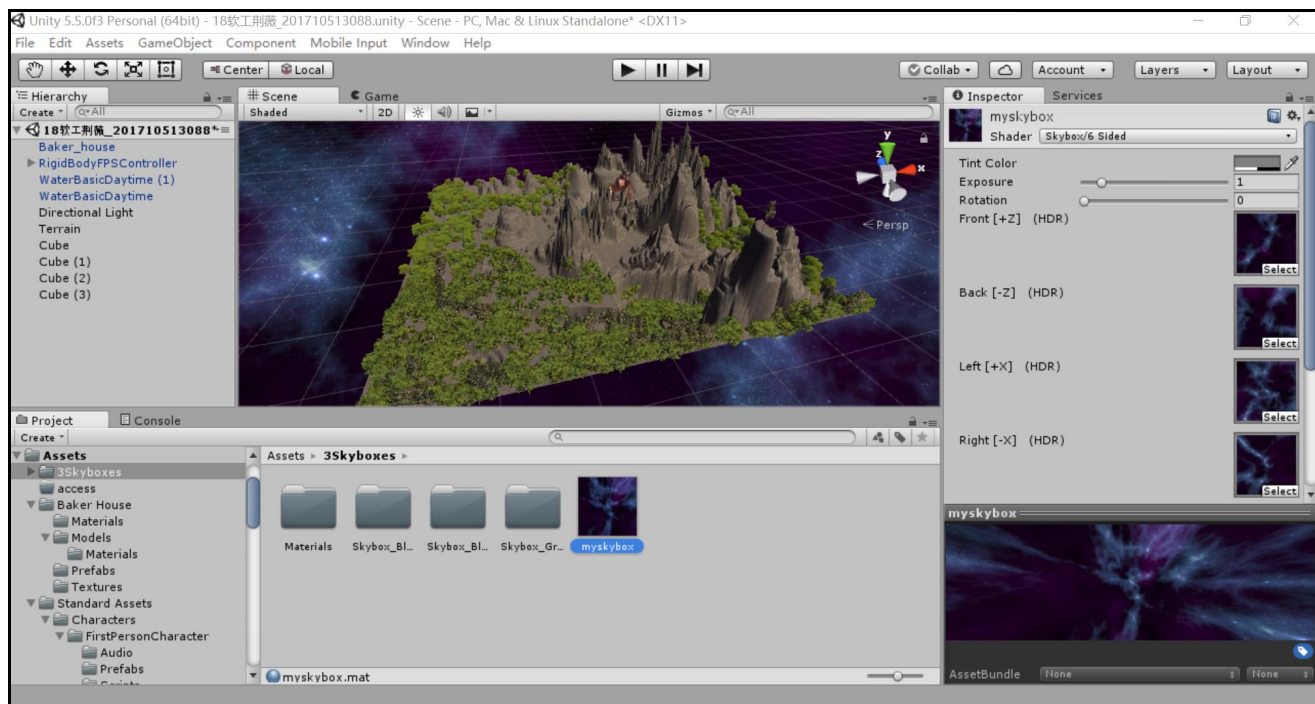 Unity 5.5.0f3 Personal (64bit) - 18软工荆薇_201710513088.unity - Scene - PC, Mac & Linux Standalone* <DX11>
File Edit Assets GameObject Component Mobile Input Window Help
Center Local Collab Account Layers Layout
Hierarchy
Create All
18软工荆薇_201710513088*
Baker_house
RigidBodyFPSController
WaterBasicDaytime (1)
WaterBasicDaytime
Directional Light
Terrain
Cube
Cube (1)
Cube (2)
Cube (3)
Scene Game
Shaded 2D Gizmos All
y
z
x
Persp
Inspector Services
myskybox
Shader Skybox/6 Sided
Tint Color
Exposure 1
Rotation 0
Front [+Z] (HDR)
Select
Back [-Z] (HDR)
Select
Left [+X] (HDR)
Select
Right [-X] (HDR)
Select
Project Console
Create
Assets
3Skyboxes
access
Baker House
Materials
Models
Materials
Prefabs
Textures
Standard Assets
Characters
FirstPersonCharacter
Audio
Prefabs
Assets 3Skyboxes
Materials Skybox_Bl... Skybox_Bl... Skybox_Gr... myskybox
myskybox.mat
myskybox
AssetBundle None None